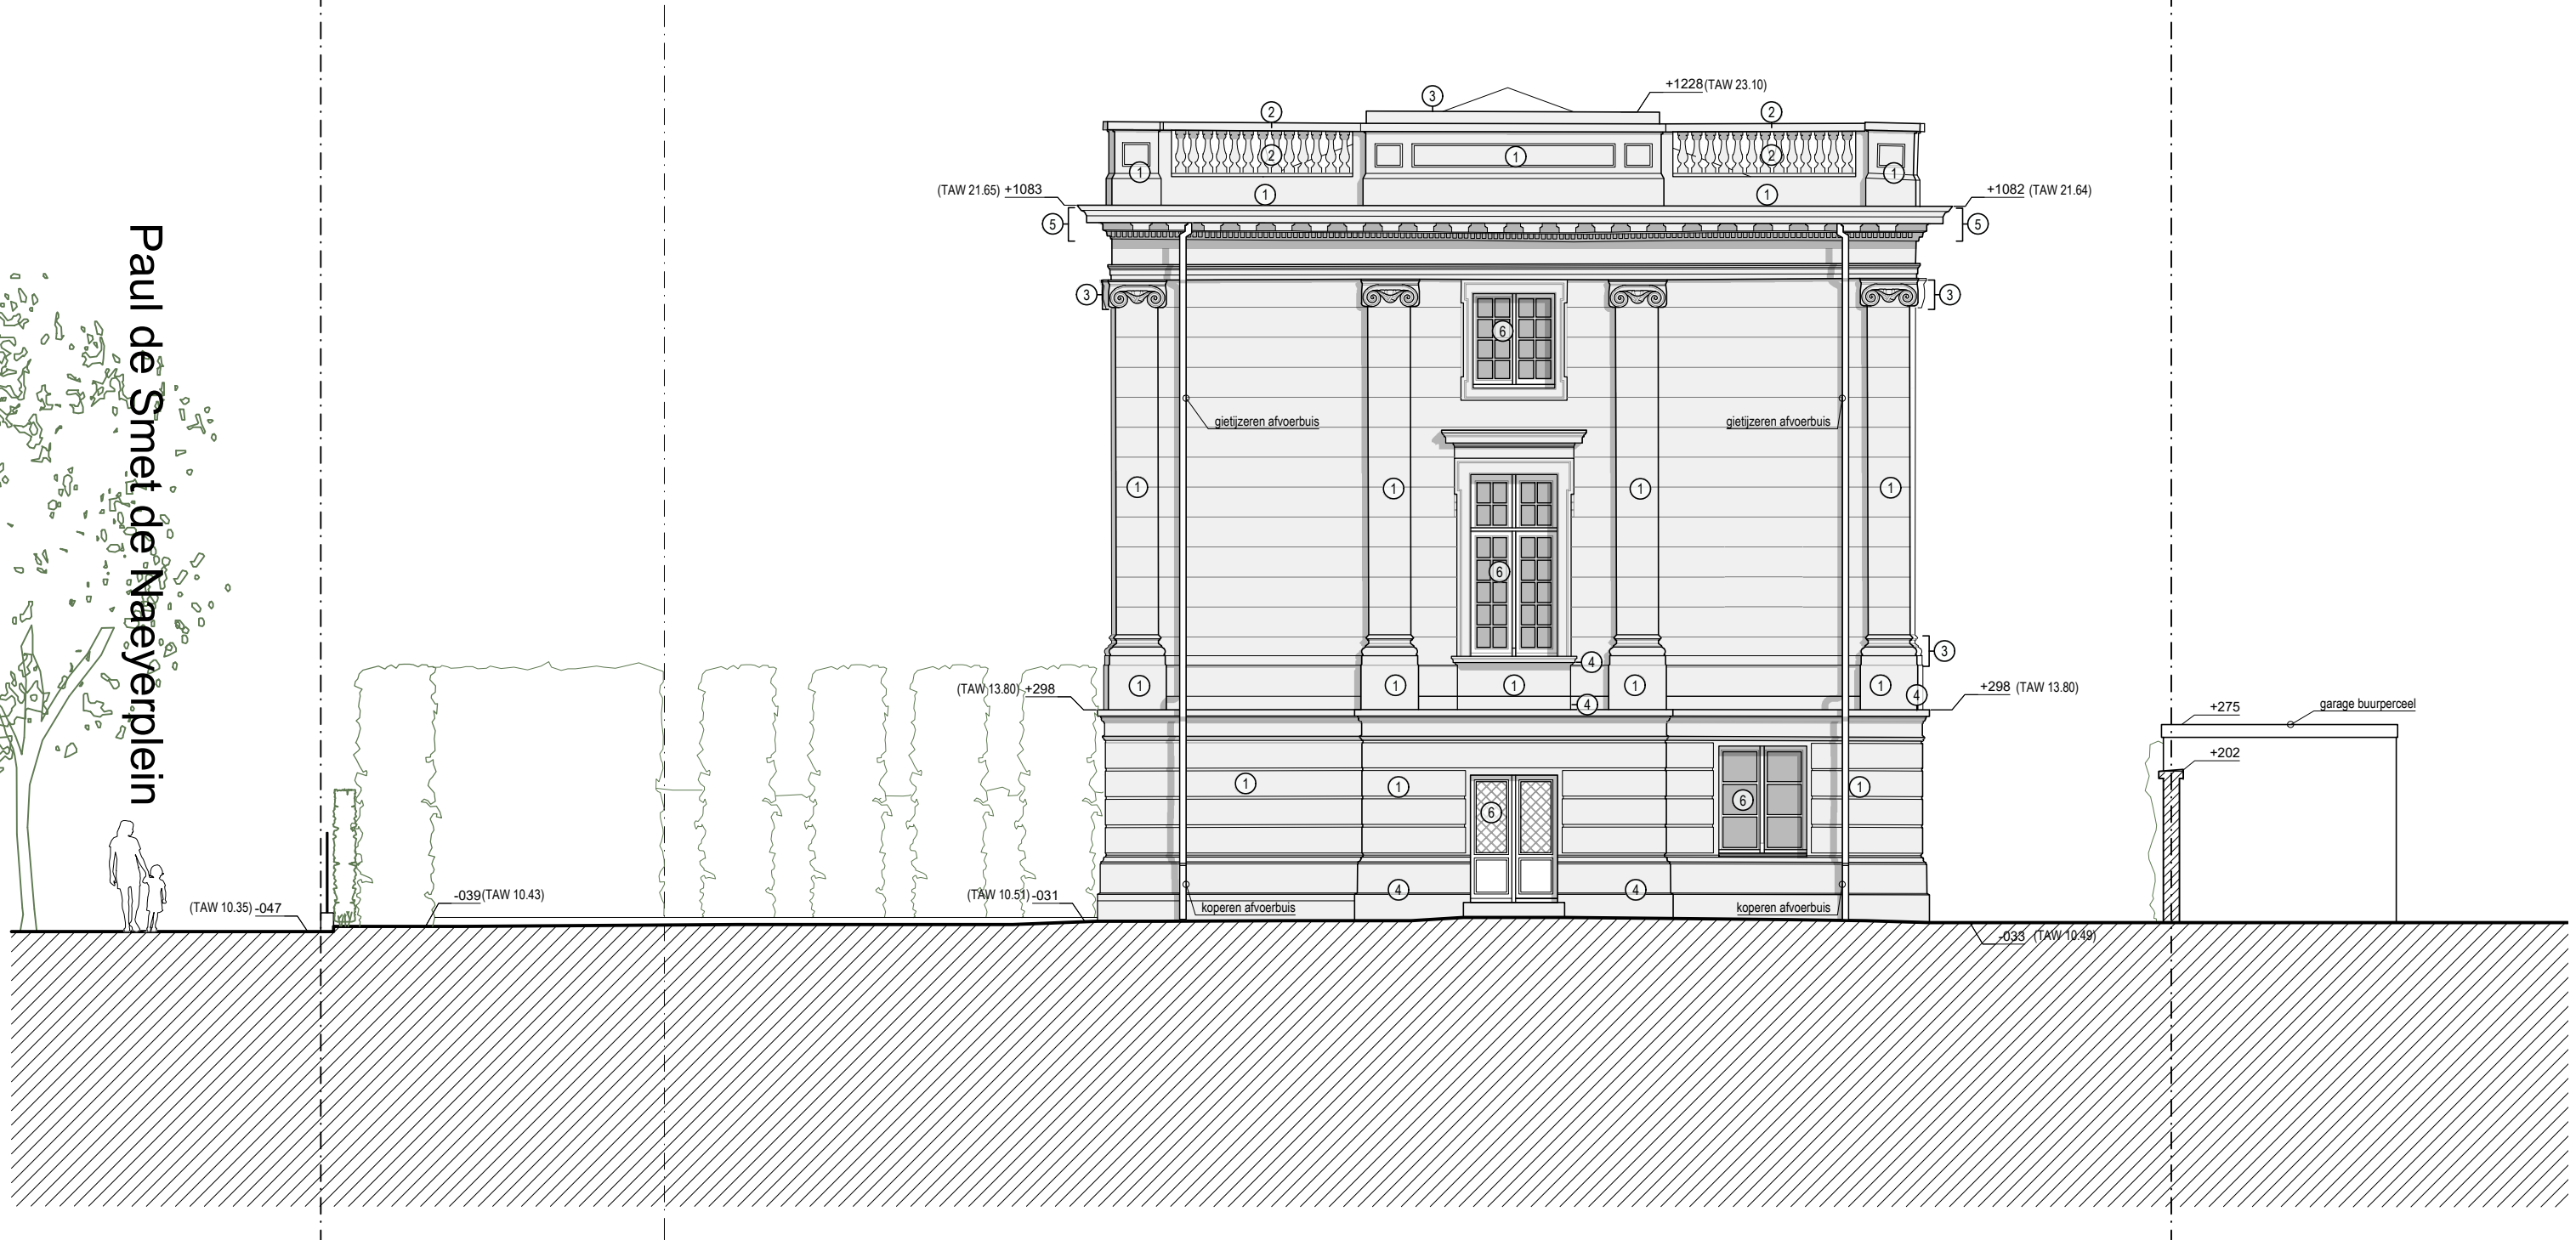 +1228(TAW 23.10)
3
2
2
2
1
2
1
1
1
1
(TAW 21.65) +1083
+1082 (TAW 21.64)
5
5
3
3
6
gietijzeren afvoerbuis
gietijzeren afvoerbuis
1
1
1
1
6
3
4
1
1
1
1
1
4
4
(TAW 13.80) +298
+298 (TAW 13.80)
+275
garage buurperceel
+202
1
1
6
6
1
4
4
-039(TAW 10.43)
(TAW 10.51) -031
(TAW 10.35) -047
koperen afvoerbuis
koperen afvoerbuis
-033 (TAW 10.49)
Paul de Smet de Naeyerplein